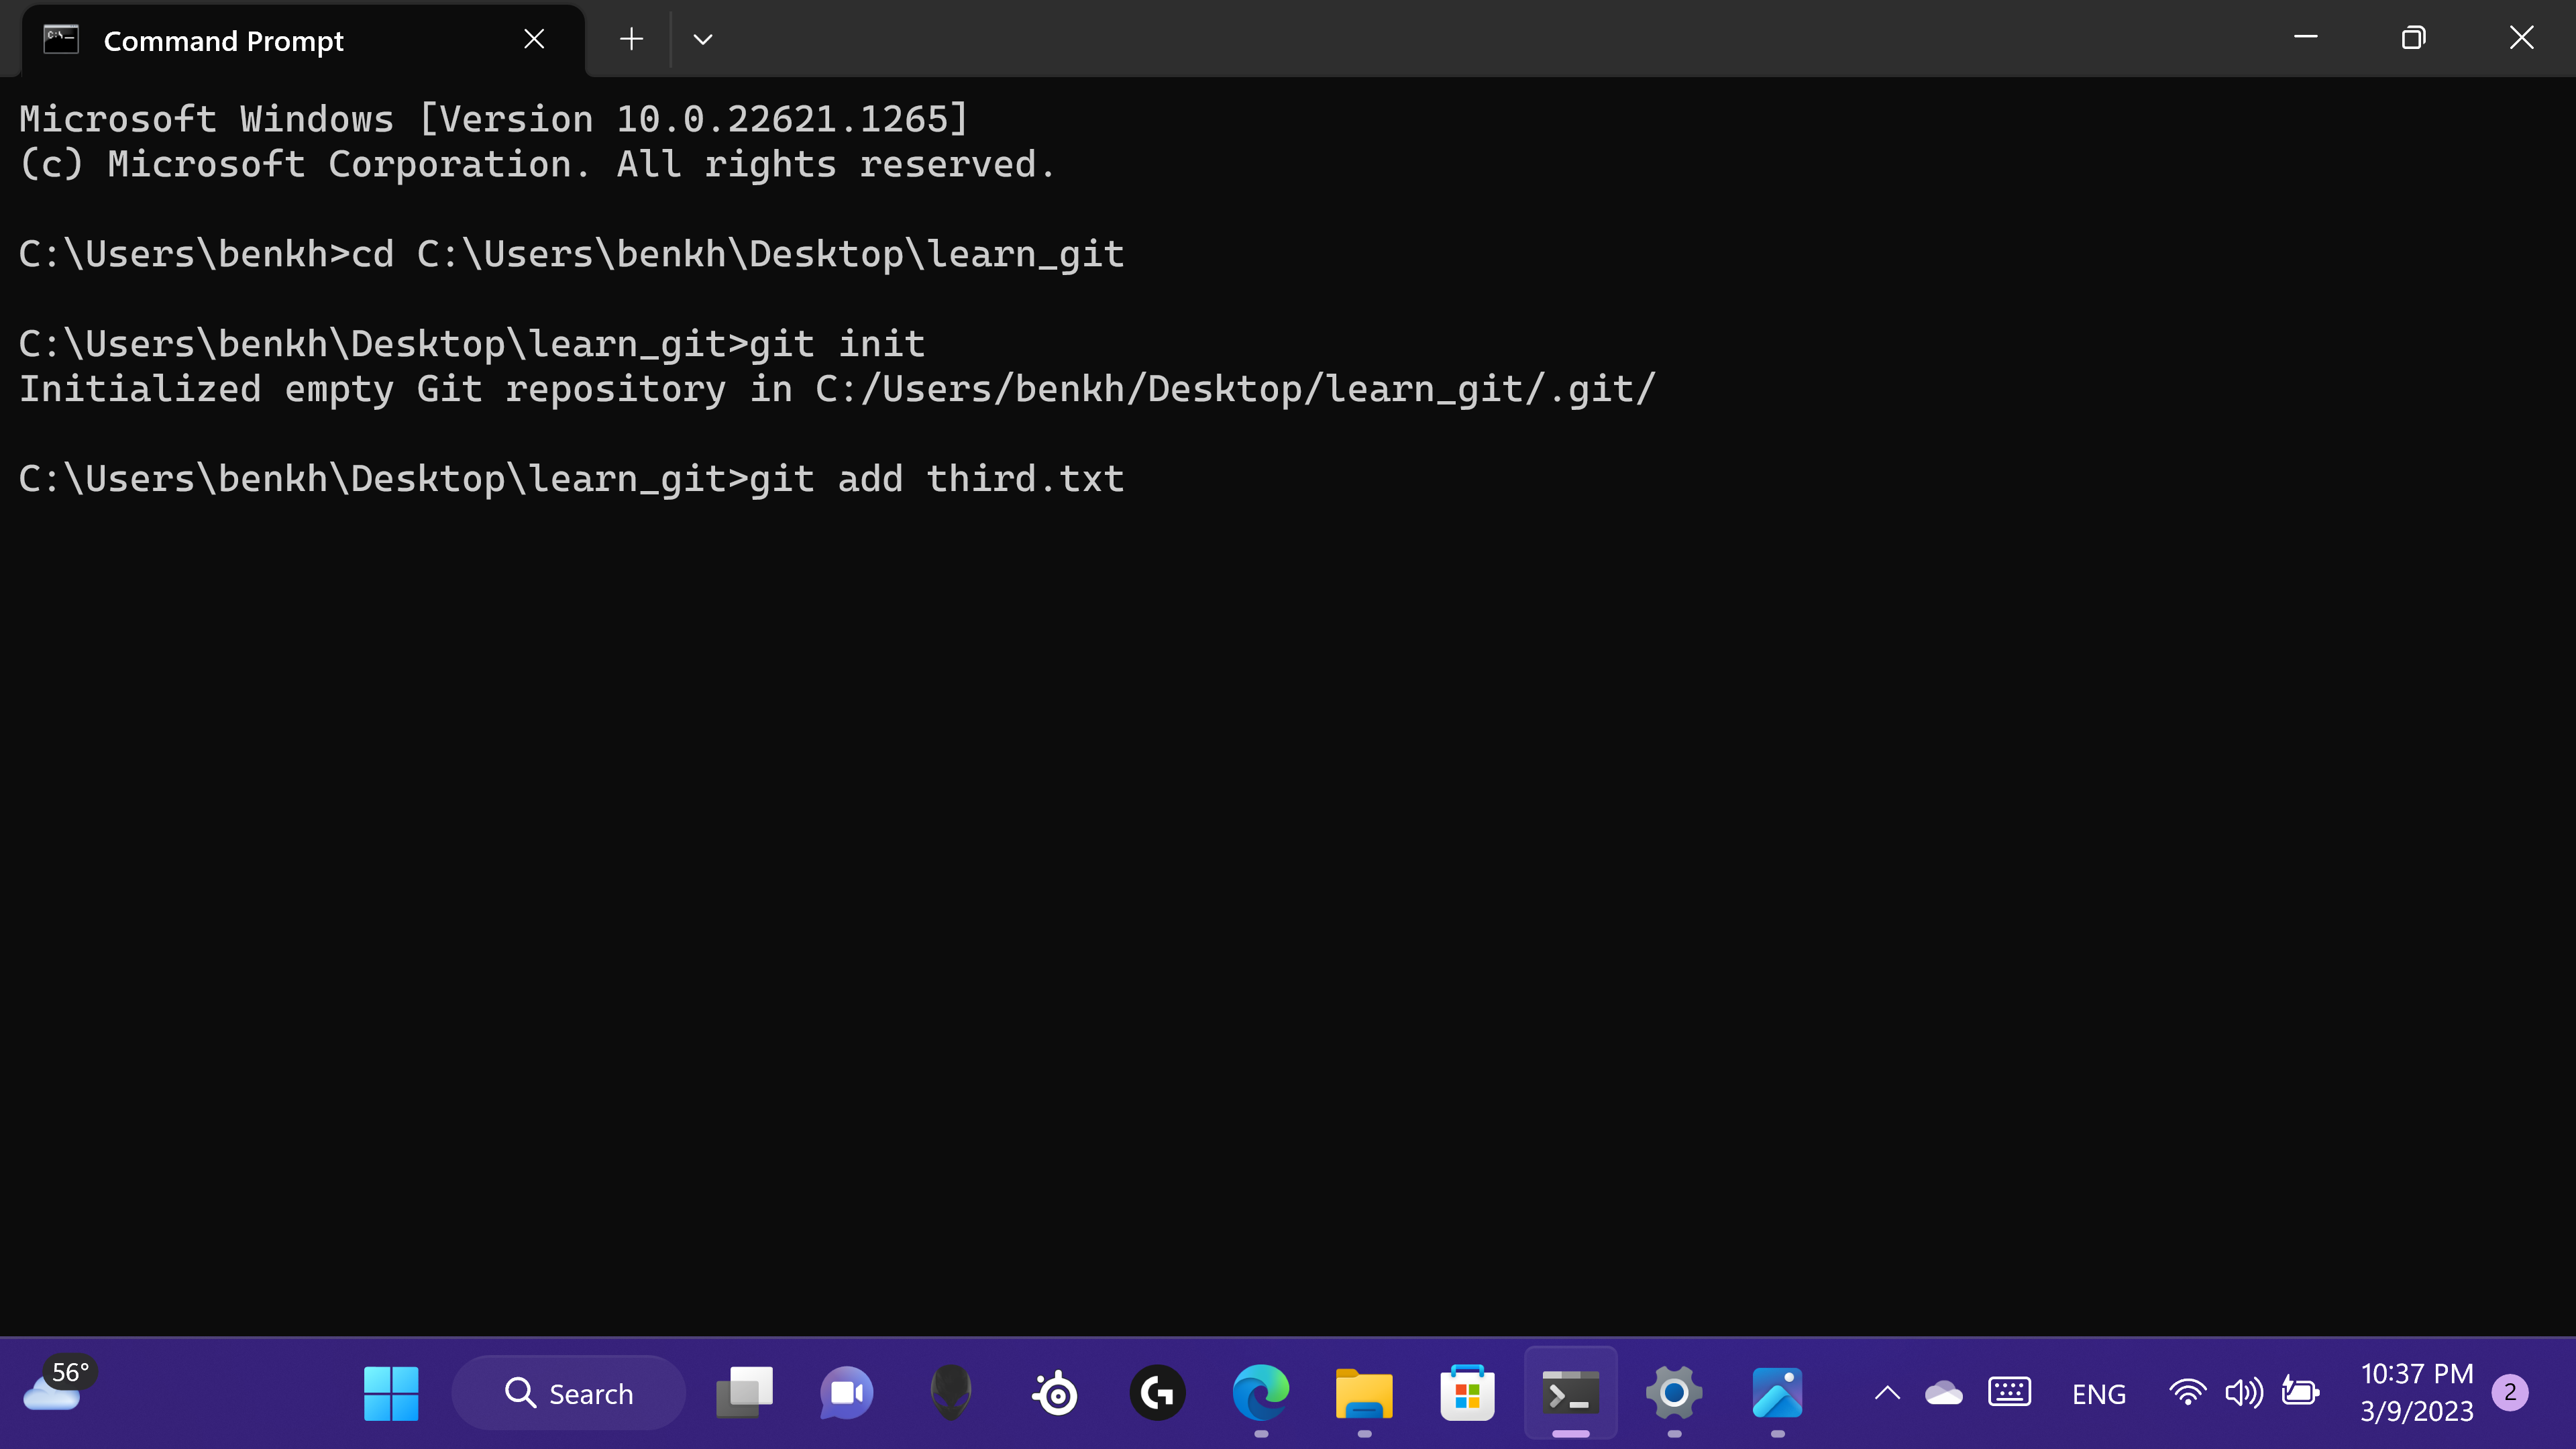 Command Prompt
Microsoft Windows [Version 10.0.22621.1265]
(c) Microsoft Corporation. All rights reserved.
C:\Users\benkh>cd C:\Users\benkh\Desktop\learn_git
C:\Users\benkh\Desktop\learn_git>git init
Initialized empty Git repository in C:/Users/benkh/Desktop/learn_git/.git/
C:\Users\benkh\Desktop\learn_git>git add third.txt
56°
Search
ENG
10:37 PM
3/9/2023
2